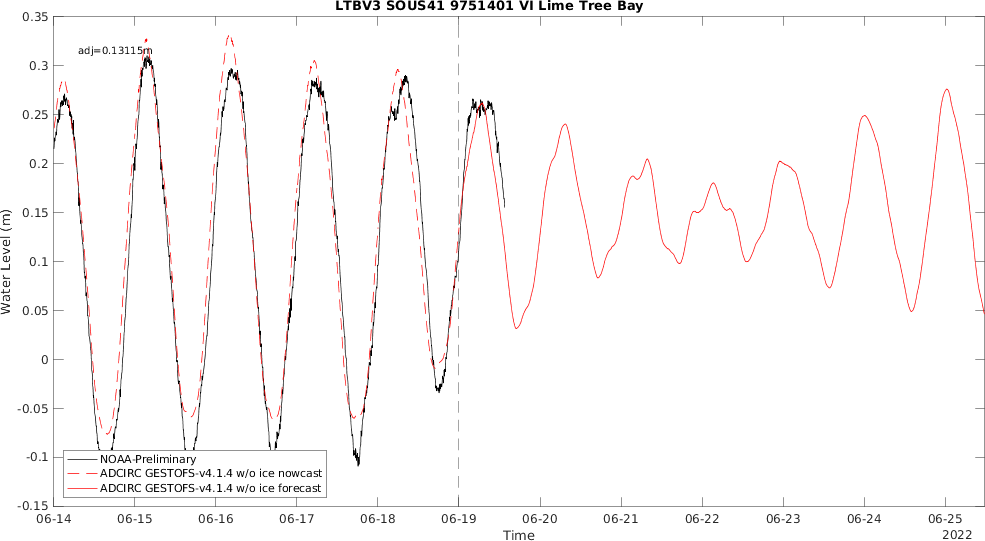 LTBV3 SOUS41 9751401 VI Lime Tree Bay
0.35
0.3
0.25
0.2
0.15
0.1
0.05
0
-0.05
-0.1
-0.15
Water Level (m)
adj=0.13115m
NOAA-Preliminary
ADCIRC GESTOFS-v4.1.4 w/o ice nowcast
ADCIRC GESTOFS-v4.1.4 w/o ice forecast
06-14 06-15 06-16 06-17 06-18 06-19 06-20 06-21 06-22 06-23 06-24 06-25
Time
2022